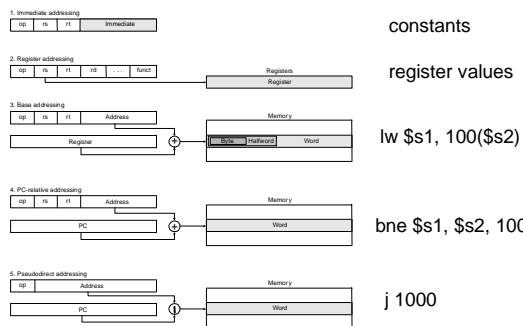 1. Immediate addressing
op rs rt Immediate
constants
2. Register addressing
op rs rt rd . . . funct
Registers
Register
register values
3. Base addressing
op rs rt Address
Memory
Register
Byte Halfword Word
lw $s1, 100($s2)
4. PC-relative addressing
op rs rt Address
Memory
PC
Word
bne $s1, $s2, 100
5. Pseudodirect addressing
op Address
Memory
PC
Word
j 1000